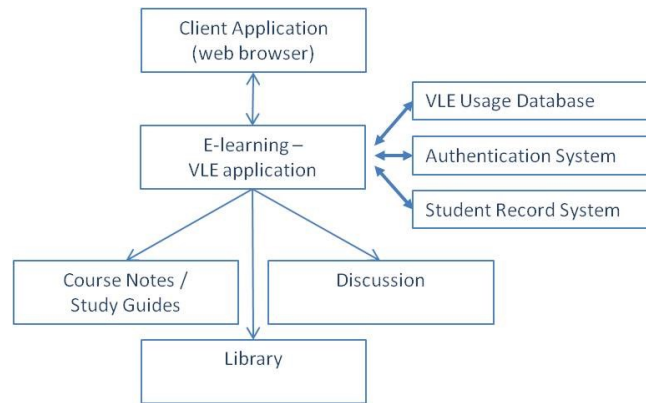 Client Application
(web browser)
VLE Usage Database
E-learning –
VLE application
Authentication System
Student Record System
Course Notes /
Study Guides
Discussion
Library